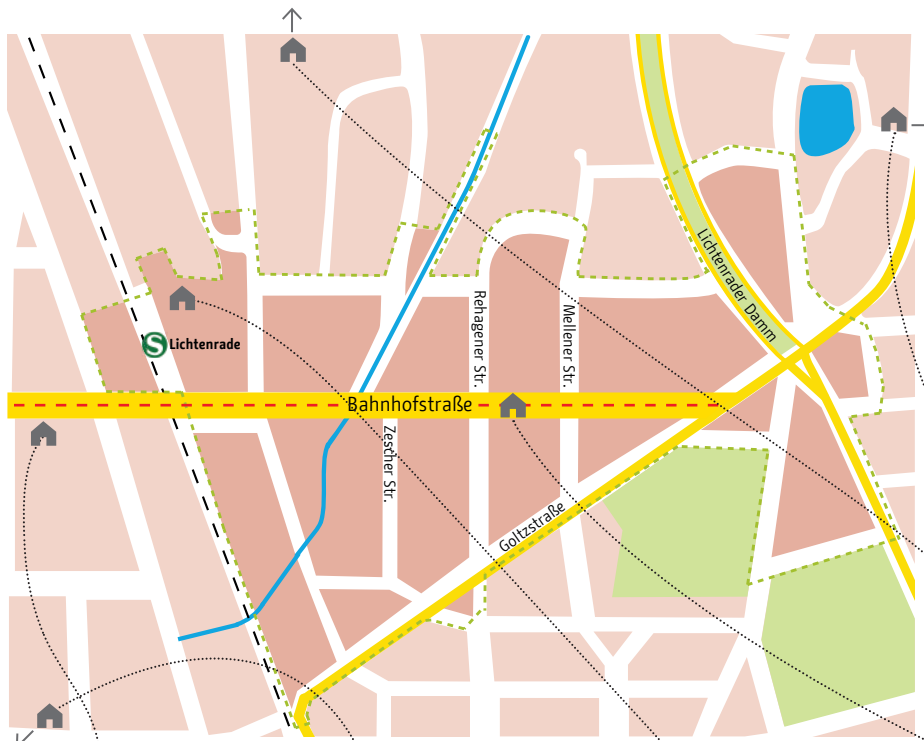 Lichtenrader Damm
Rehagener Str.
Mellener Str.
S Lichtenrade
Bahnhofstraße
Zescher Str.
Goltzstraße